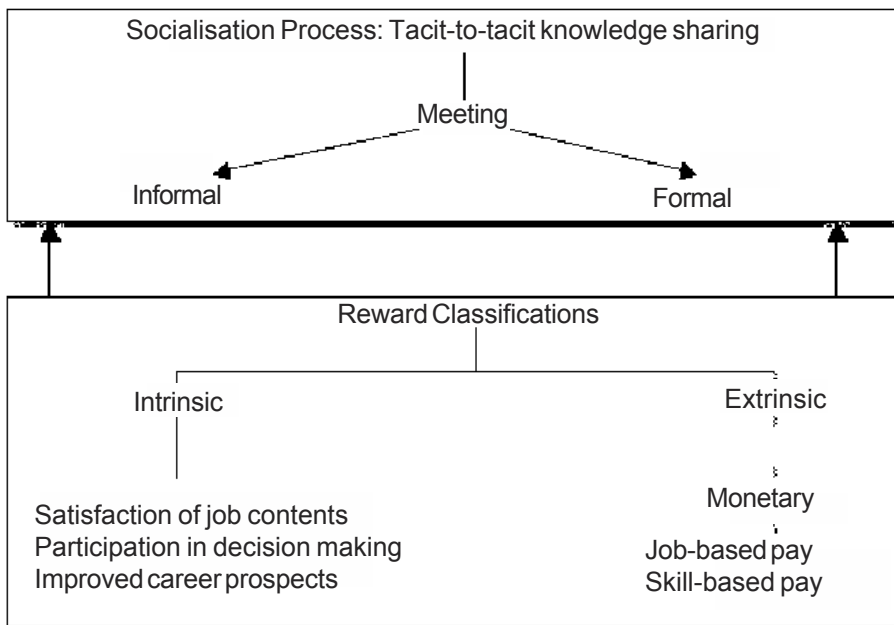 Socialisation Process: Tacit-to-tacit knowledge sharing
Meeting
Informal
Formal
Reward Classifications
Intrinsic
Extrinsic
Monetary
Satisfaction of job contents
Participation in decision making
Improved career prospects
Job-based pay
Skill-based pay